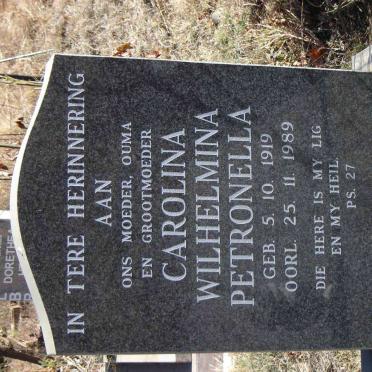 IN TERE HERINNERING
AAN
ONS MOEDER, OUMA
EN GROOTMOEDER
CAROLINA
WILHELMINA
PETRONELLA
GEB. 5. 10. 1919
OORL. 25. 11. 1989
DIE HERE IS MY LIG
EN MY HEIL
PS. 27
DORETHE